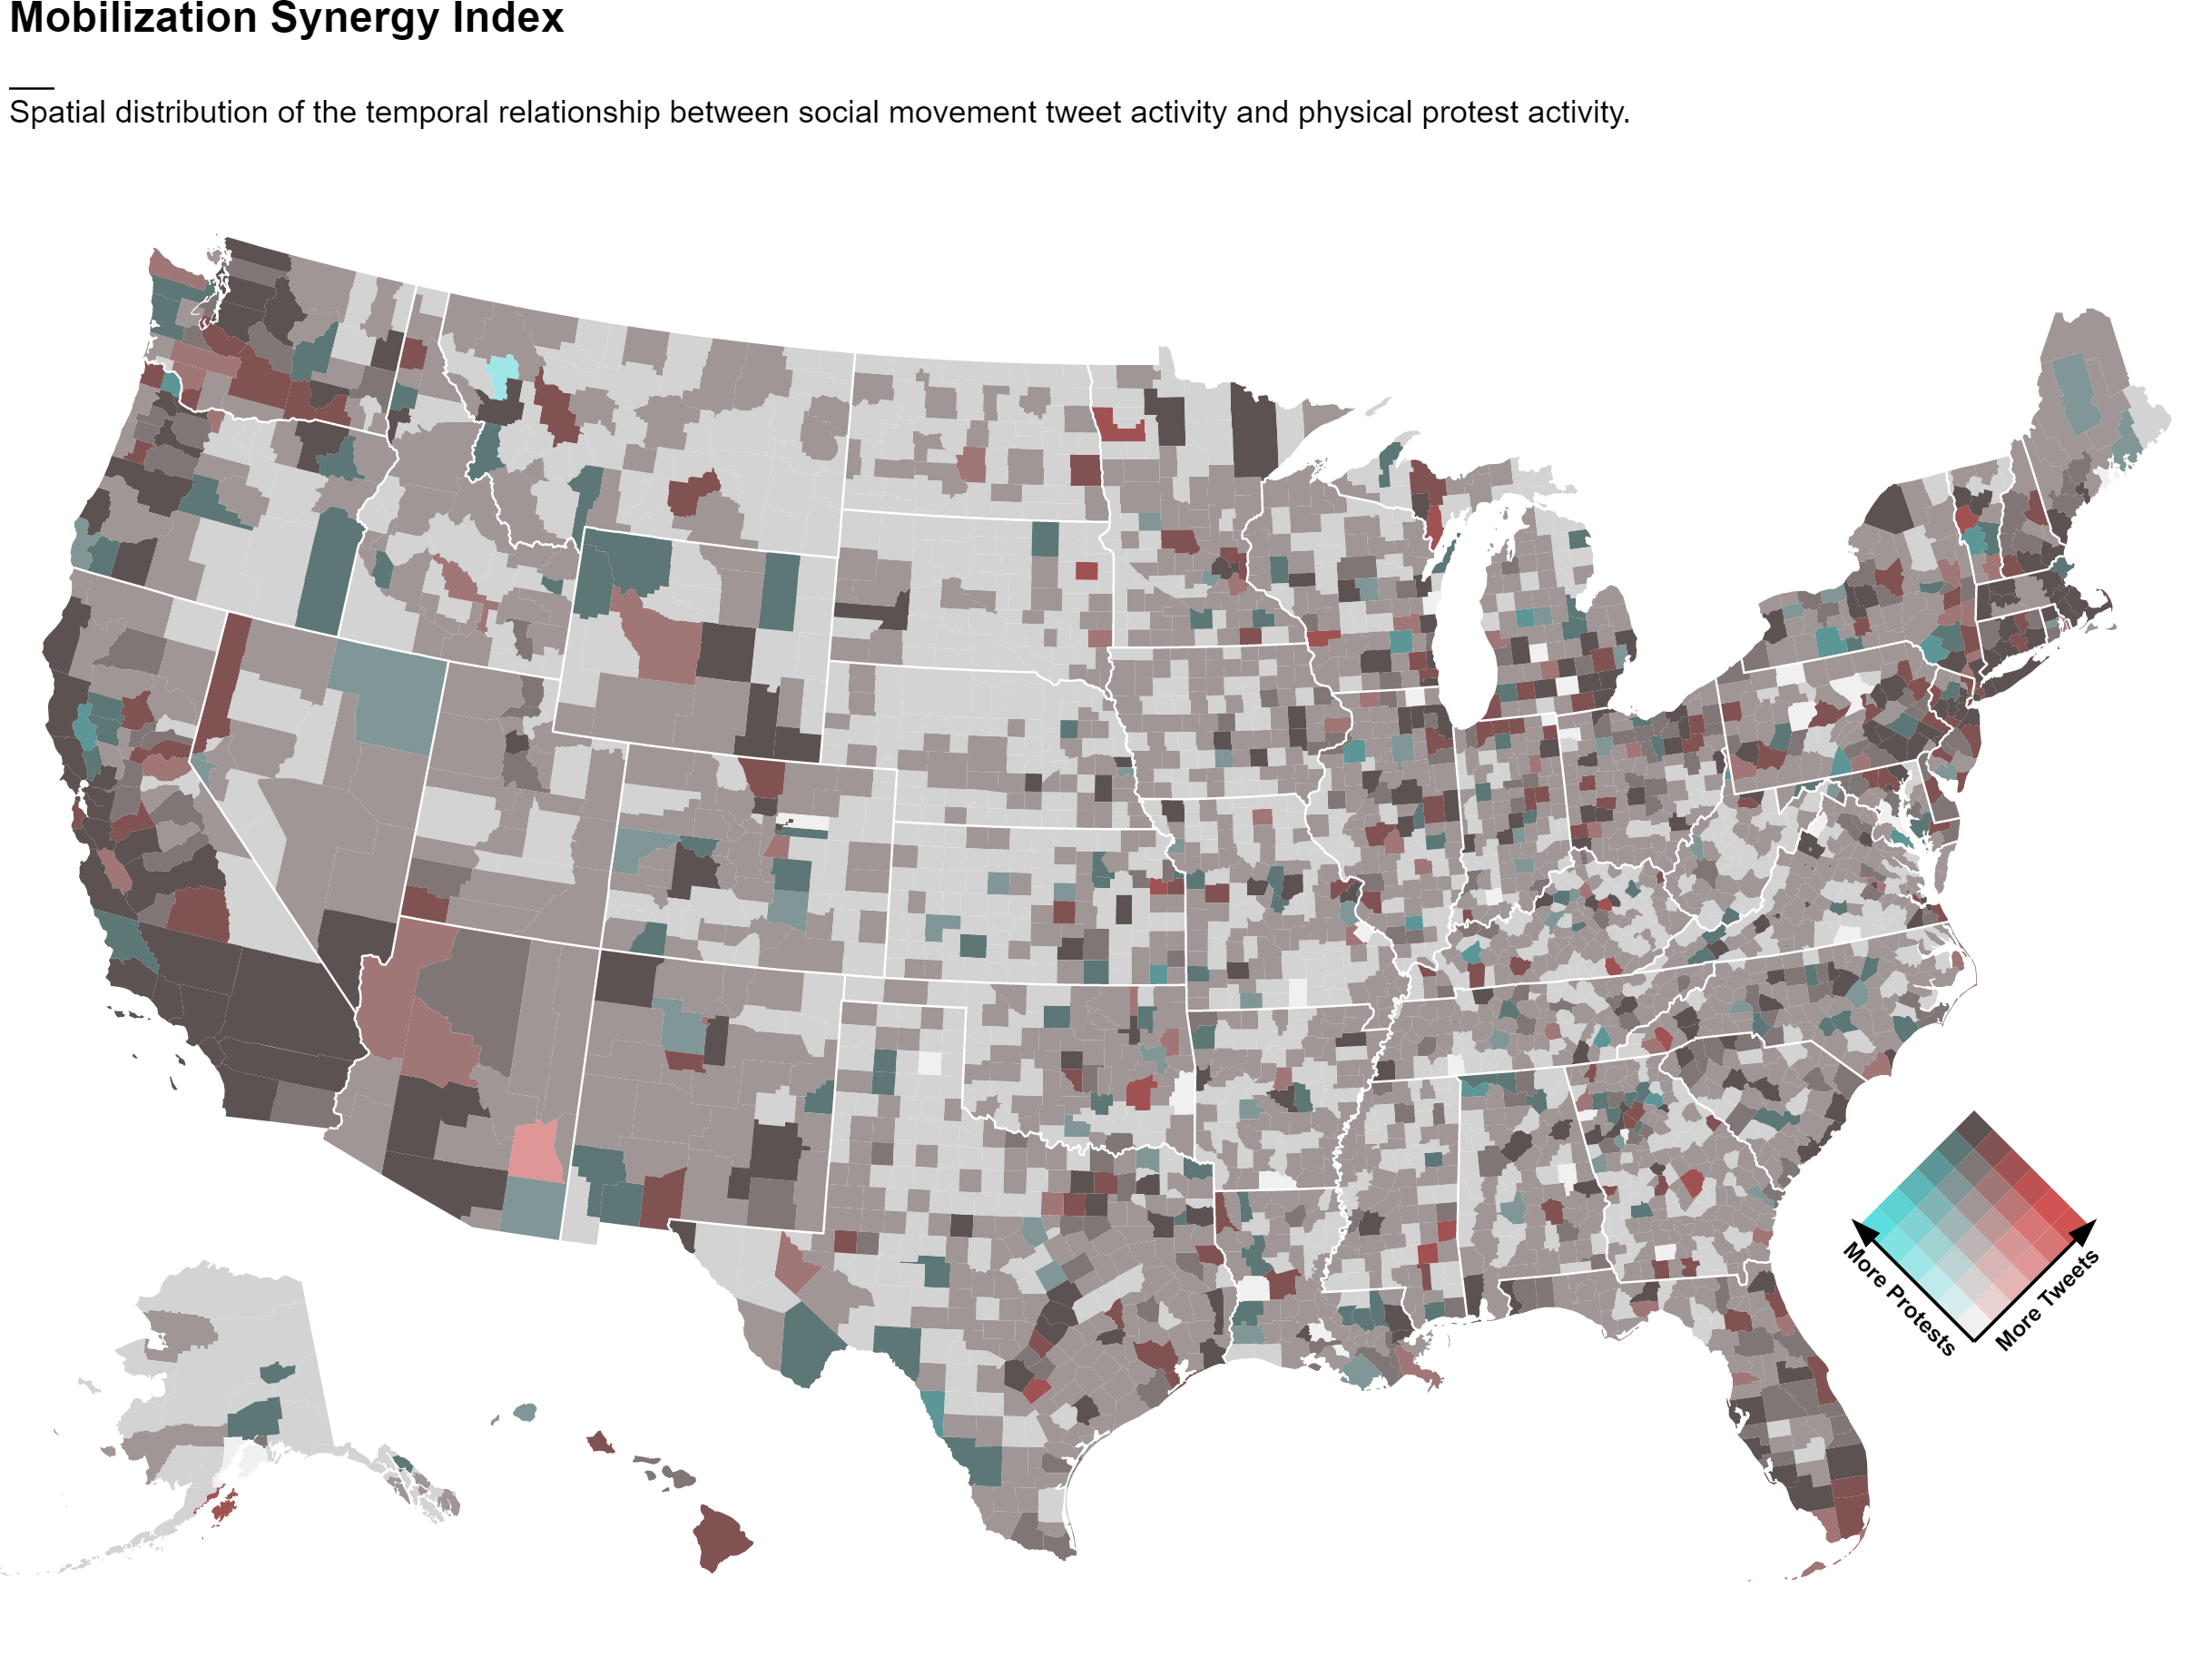 Mobilization Synergy Index
Spatial distribution of the temporal relationship between social movement tweet activity and physical protest activity.
More Protests
More Tweets